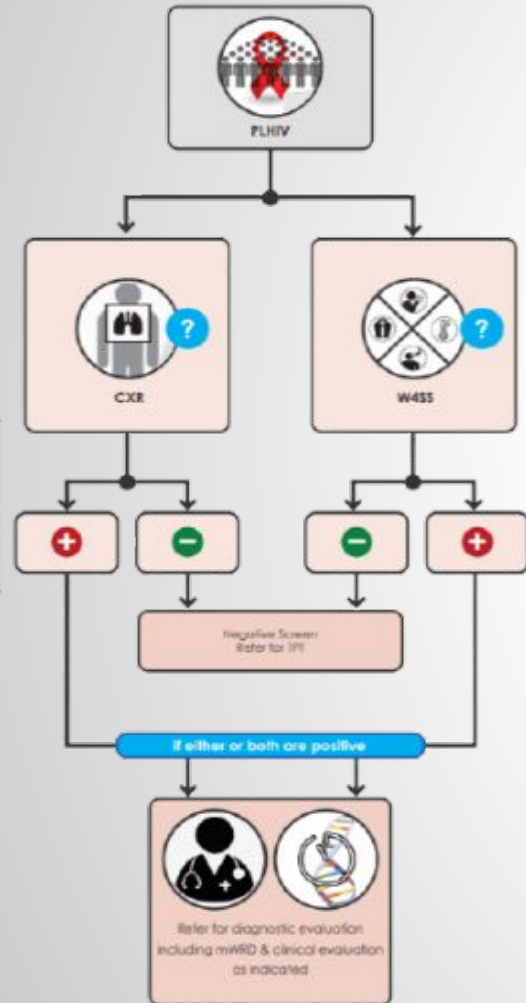 PLHIV
?
CXR
?
W4SS
Negative Screen
Refer for TPT
if either or both are positive
Refer for diagnostic evaluation
including mWRD & clinical evaluation
as indicated